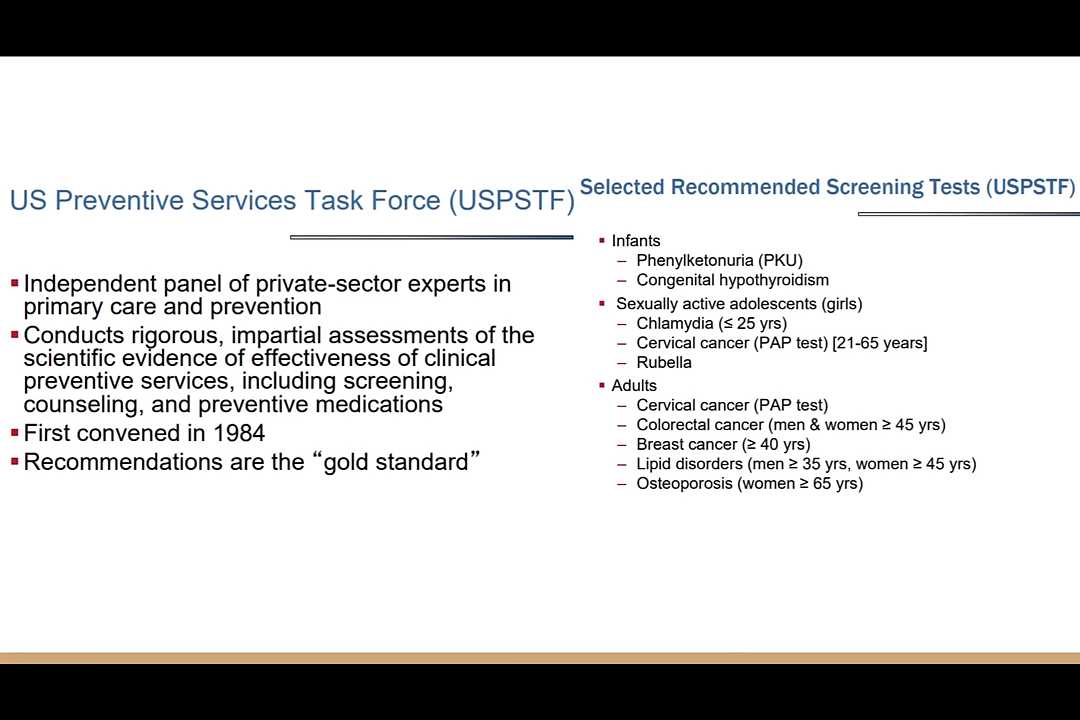 US Preventive Services Task Force (USPSTF)
▪ Independent panel of private-sector experts in
primary care and prevention
▪ Conducts rigorous, impartial assessments of the
scientific evidence of effectiveness of clinical
preventive services, including screening,
counseling, and preventive medications
▪ First convened in 1984
▪ Recommendations are the “gold standard”
Selected Recommended Screening Tests (USPSTF)
▪ Infants
– Phenylketonuria (PKU)
– Congenital hypothyroidism
▪ Sexually active adolescents (girls)
– Chlamydia (≤ 25 yrs)
– Cervical cancer (PAP test) [21-65 years]
– Rubella
▪ Adults
– Cervical cancer (PAP test)
– Colorectal cancer (men & women ≥ 45 yrs)
– Breast cancer (≥ 40 yrs)
– Lipid disorders (men ≥ 35 yrs, women ≥ 45 yrs)
– Osteoporosis (women ≥ 65 yrs)